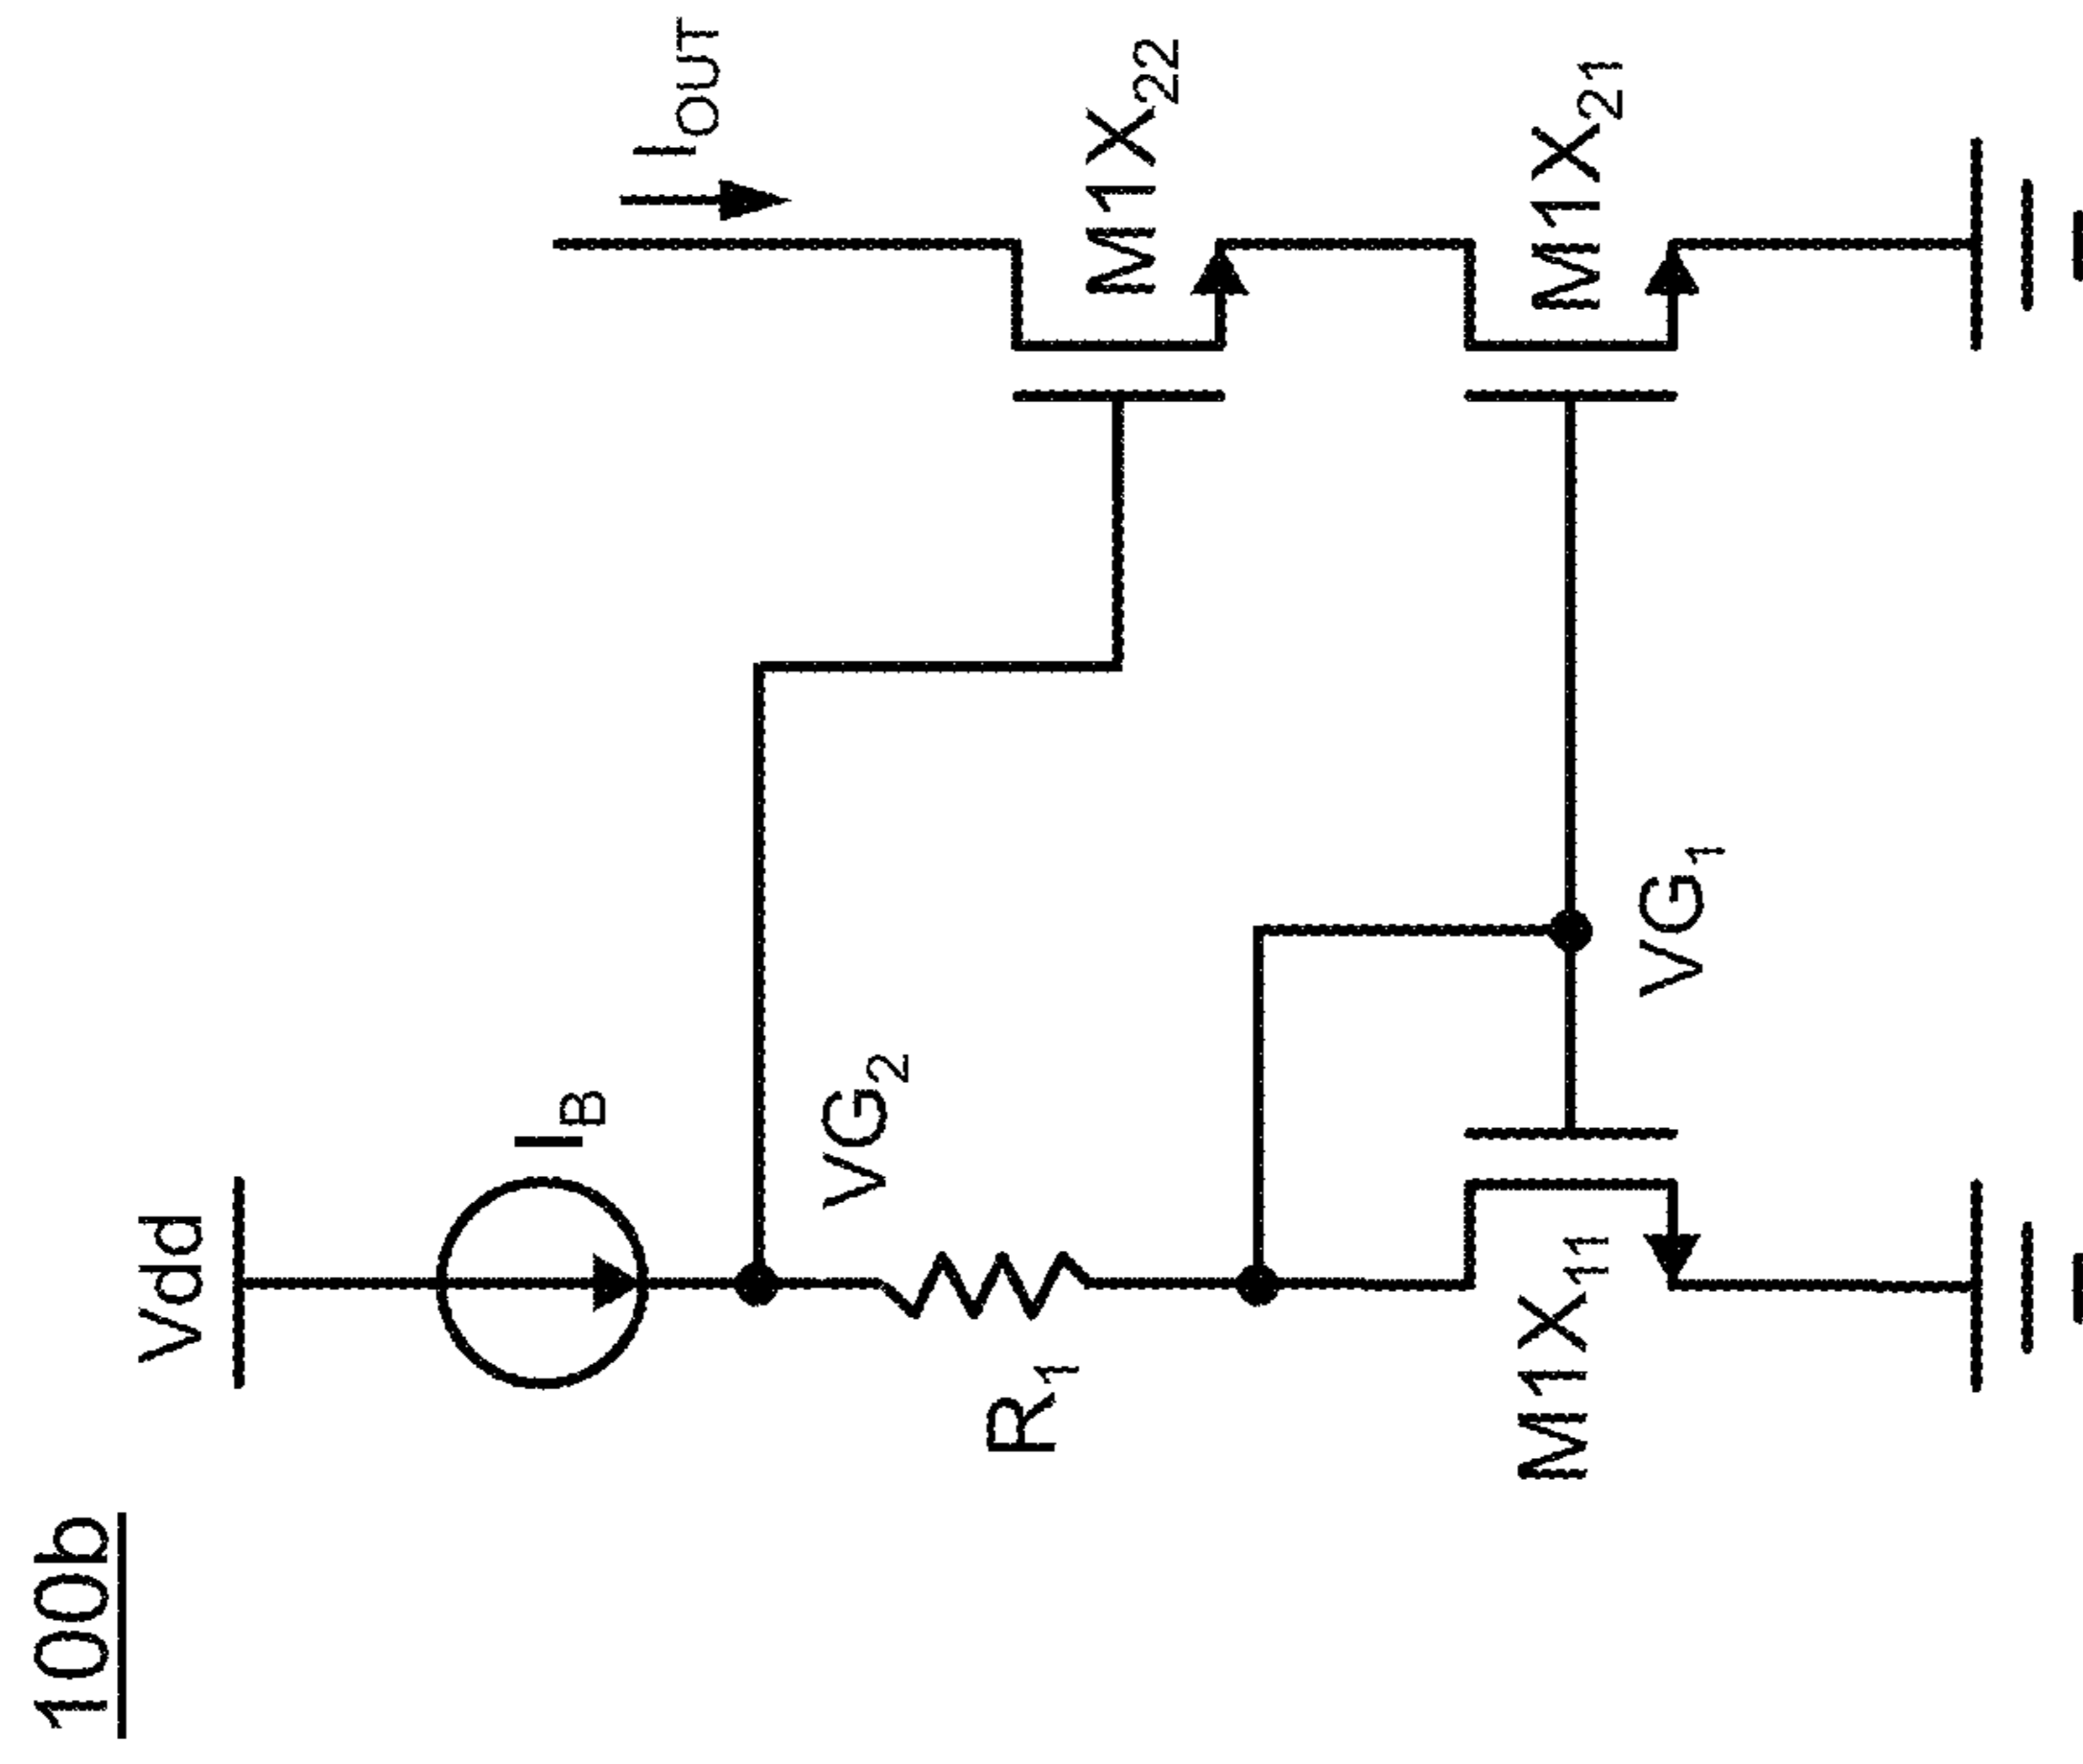 100b
Vdd
I_B
I_OUT
VG_2
R_1
M1X_22
M1X_11
VG_1
M1X_21